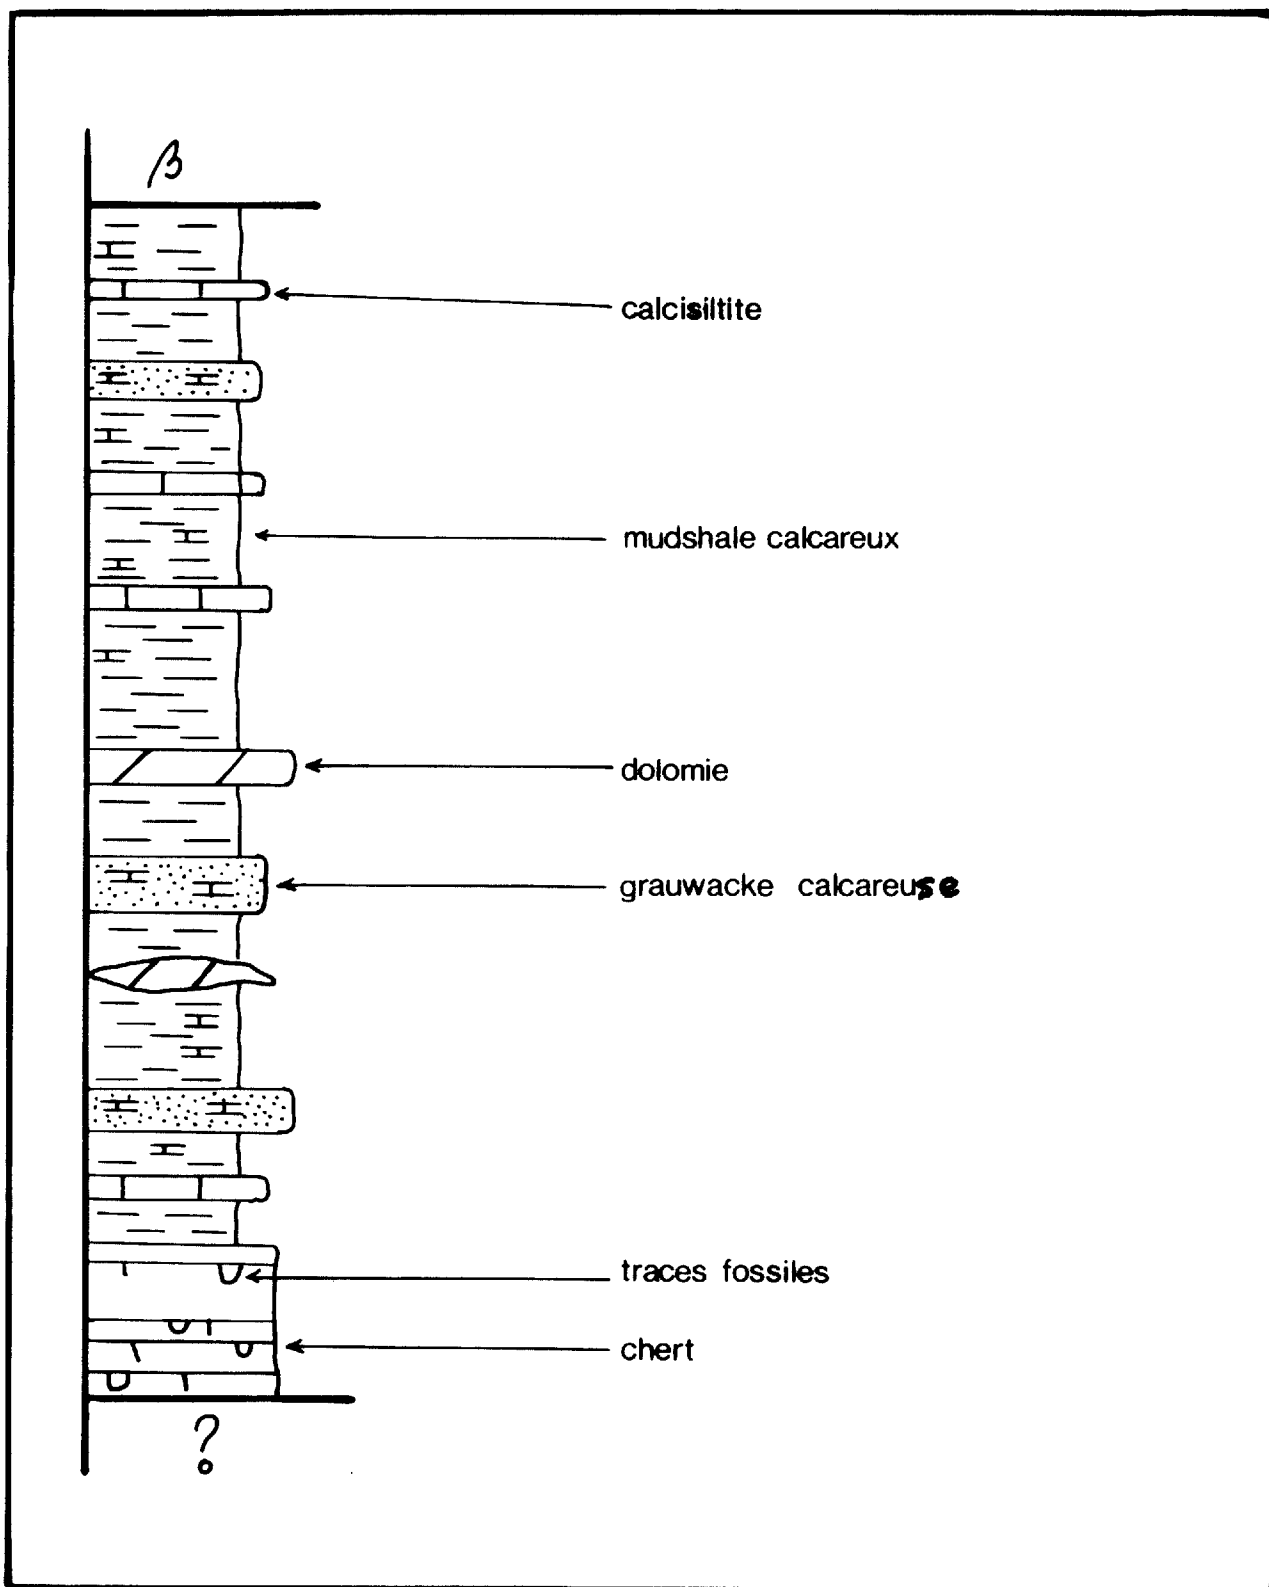 β
calcisiltite
mudshale calcareux
dolomie
grauwacke calcareuse
traces fossiles
chert
?